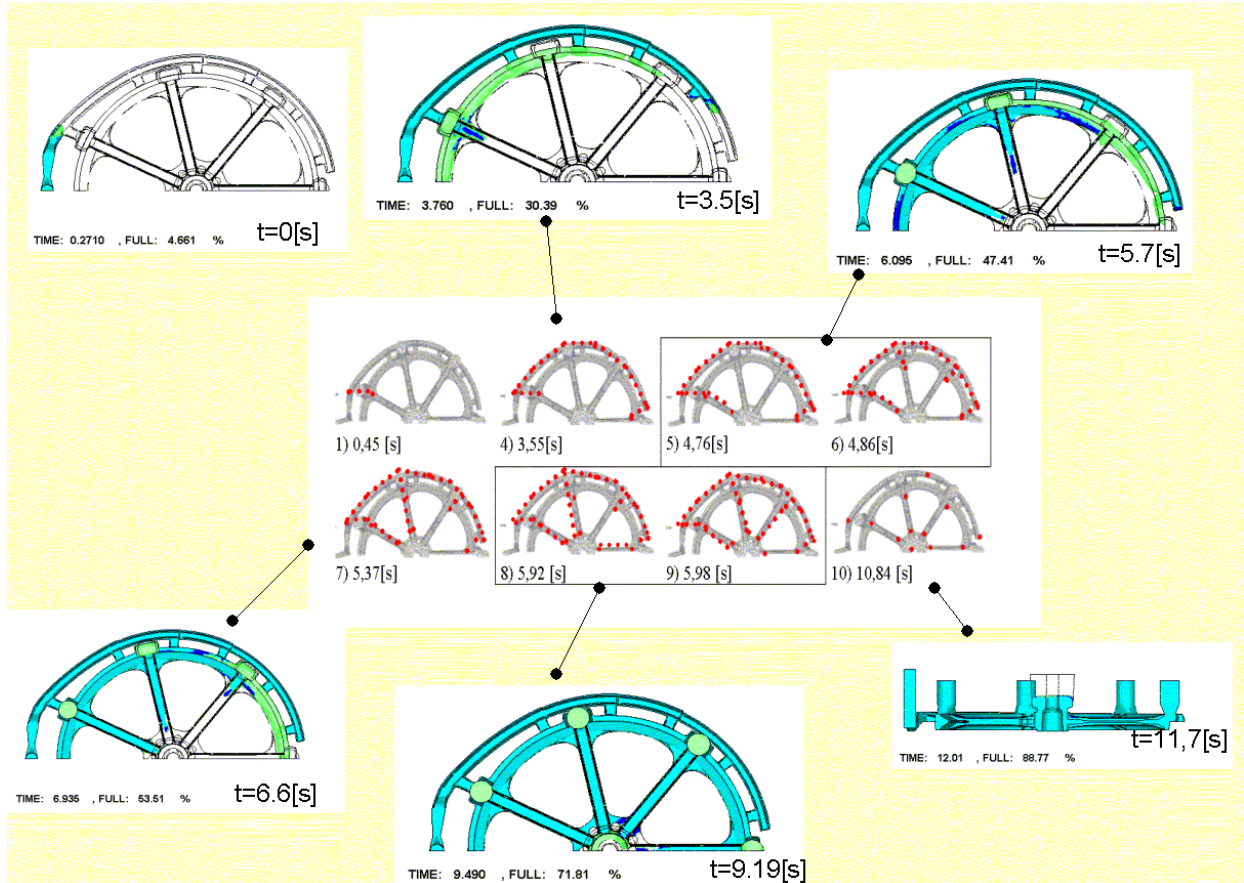 t=0[s]
TIME: 0.2710 , FULL: 4.661 %
t=3.5[s]
TIME: 3.760 , FULL: 30.39 %
t=5.7[s]
TIME: 6.095 , FULL: 47.41 %
1) 0,45 [s]
4) 3,55[s]
5) 4,76[s]
6) 4,86[s]
7) 5,37[s]
8) 5,92 [s]
9) 5,98[s]
10) 10,84 [s]
t=6.6[s]
TIME: 6.935 , FULL: 53.51 %
t=9.19[s]
TIME: 9.490 , FULL: 71.81 %
t=11,7[s]
TIME: 12.01 , FULL: 88.77 %